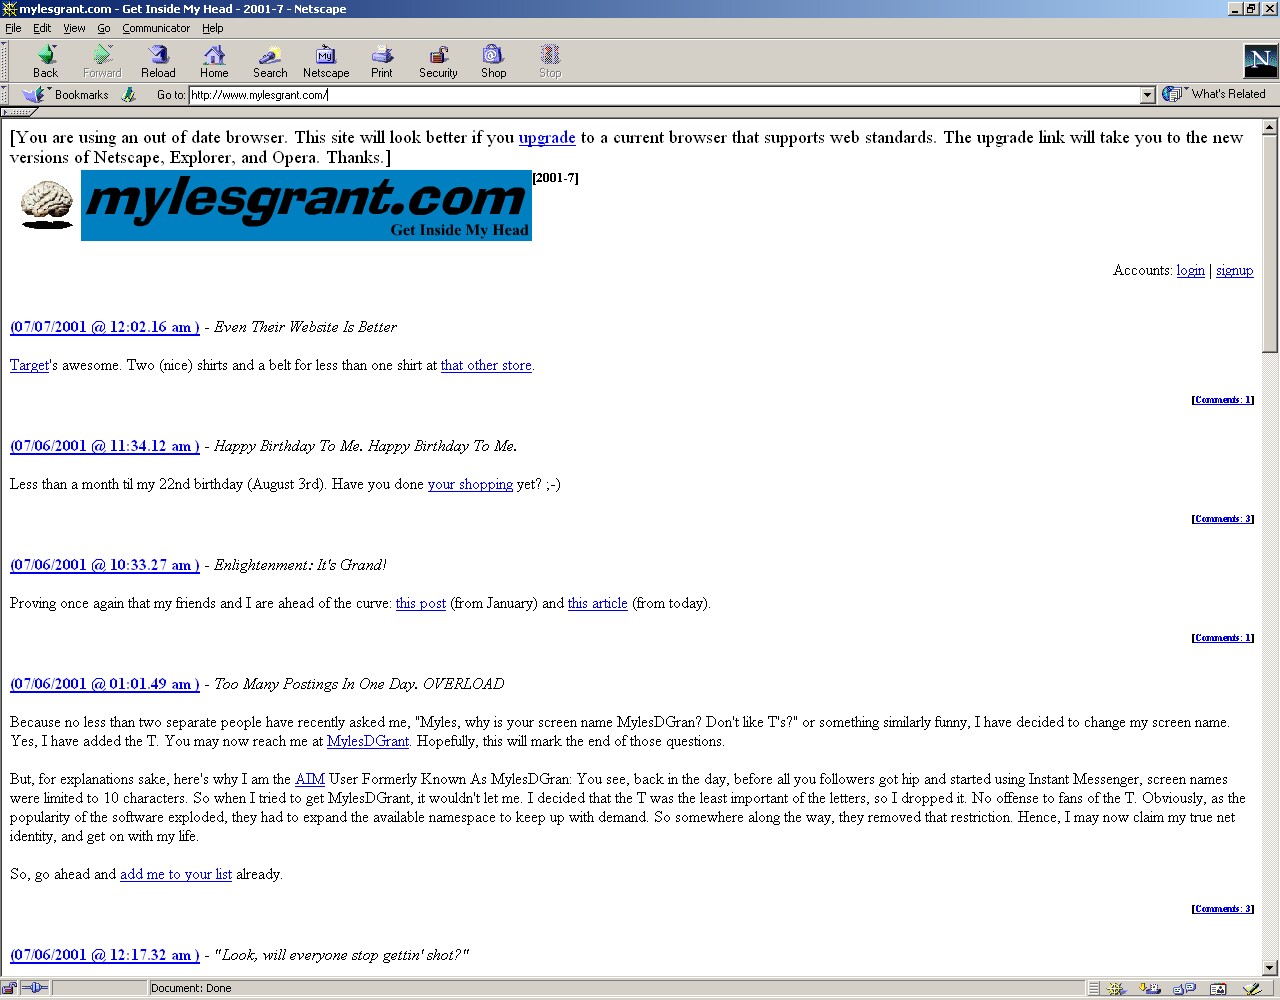 mylesgrant.com - Get Inside My Head - 2001-7 - Netscape
File Edit View Go Communicator Help
My
N
Back Forward Reload Home Search Netscape Print Security Shop Stop
Bookmarks Go to: http://www.mylesgrant.com/ What's Related
[You are using an out of date browser. This site will look better if you upgrade to a current browser that supports web standards. The upgrade link will take you to the new
versions of Netscape, Explorer, and Opera. Thanks.]
mylesgrant.com [2001-7]
Get Inside My Head
Accounts: login | signup
(07/07/2001 @ 12:02.16 am ) - Even Their Website Is Better
Target's awesome. Two (nice) shirts and a belt for less than one shirt at that other store.
[Comments: 1]
(07/06/2001 @ 11:34.12 am ) - Happy Birthday To Me. Happy Birthday To Me.
Less than a month til my 22nd birthday (August 3rd). Have you done your shopping yet? ;-)
[Comments: 3]
(07/06/2001 @ 10:33.27 am ) - Enlightenment: It's Grand!
Proving once again that my friends and I are ahead of the curve: this post (from January) and this article (from today).
[Comments: 1]
(07/06/2001 @ 01:01.49 am ) - Too Many Postings In One Day. OVERLOAD
Because no less than two separate people have recently asked me, "Myles, why is your screen name MylesDGran? Don't like T's?" or something similarly funny, I have decided to change my screen name.
Yes, I have added the T. You may now reach me at MylesDGrant. Hopefully, this will mark the end of those questions.
But, for explanations sake, here's why I am the AIM User Formerly Known As MylesDGran: You see, back in the day, before all you followers got hip and started using Instant Messenger, screen names
were limited to 10 characters. So when I tried to get MylesDGrant, it wouldn't let me. I decided that the T was the least important of the letters, so I dropped it. No offense to fans of the T. Obviously, as the
popularity of the software exploded, they had to expand the available namespace to keep up with demand. So somewhere along the way, they removed that restriction. Hence, I may now claim my true net
identity, and get on with my life.
So, go ahead and add me to your list already.
[Comments: 3]
(07/06/2001 @ 12:17.32 am ) - "Look, will everyone stop gettin' shot?"
Document: Done